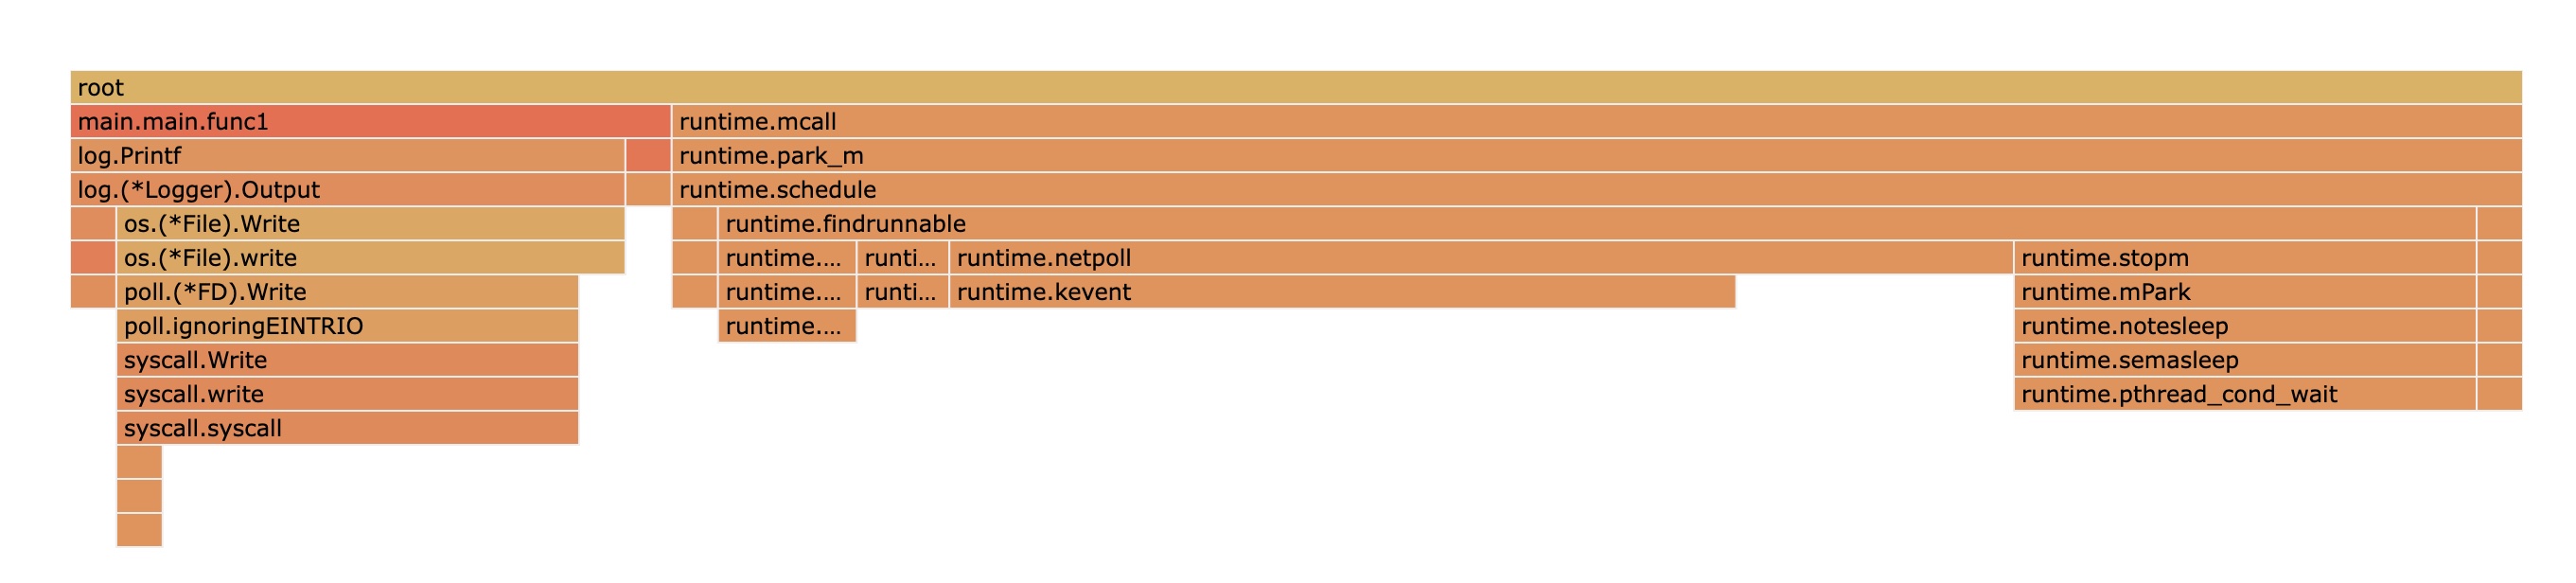 root
main.main.func1 runtime.mcall
log.Printf runtime.park_m
log.(*Logger).Output runtime.schedule
os.(*File).Write runtime.findrunnable
os.(*File).write runtime.... runti... runtime.netpoll runtime.stopm
poll.(*FD).Write runtime.... runti... runtime.kevent runtime.mPark
poll.ignoringEINTRIO runtime.... runtime.notesleep
syscall.Write runtime.semasleep
syscall.write runtime.pthread_cond_wait
syscall.syscall